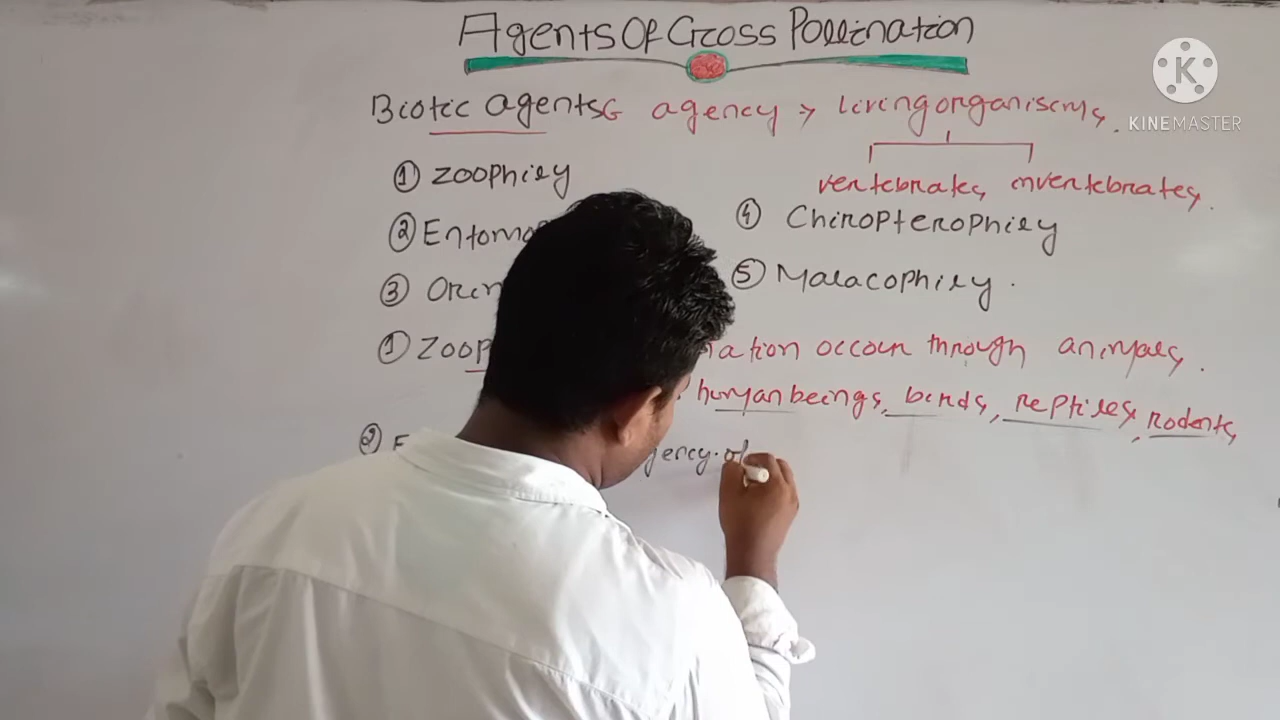 Agents Of Cross Pollination
Biotic agents agency → living organisms.
vertebrates, invertebrates.
① Zoophily
② Entomo
③ Orn
④ Chiropterophily
⑤ Malacophily.
① Zoop ation occur through animals.
human beings, birds, reptiles, rodents,
② E gency of
K
KINEMASTER